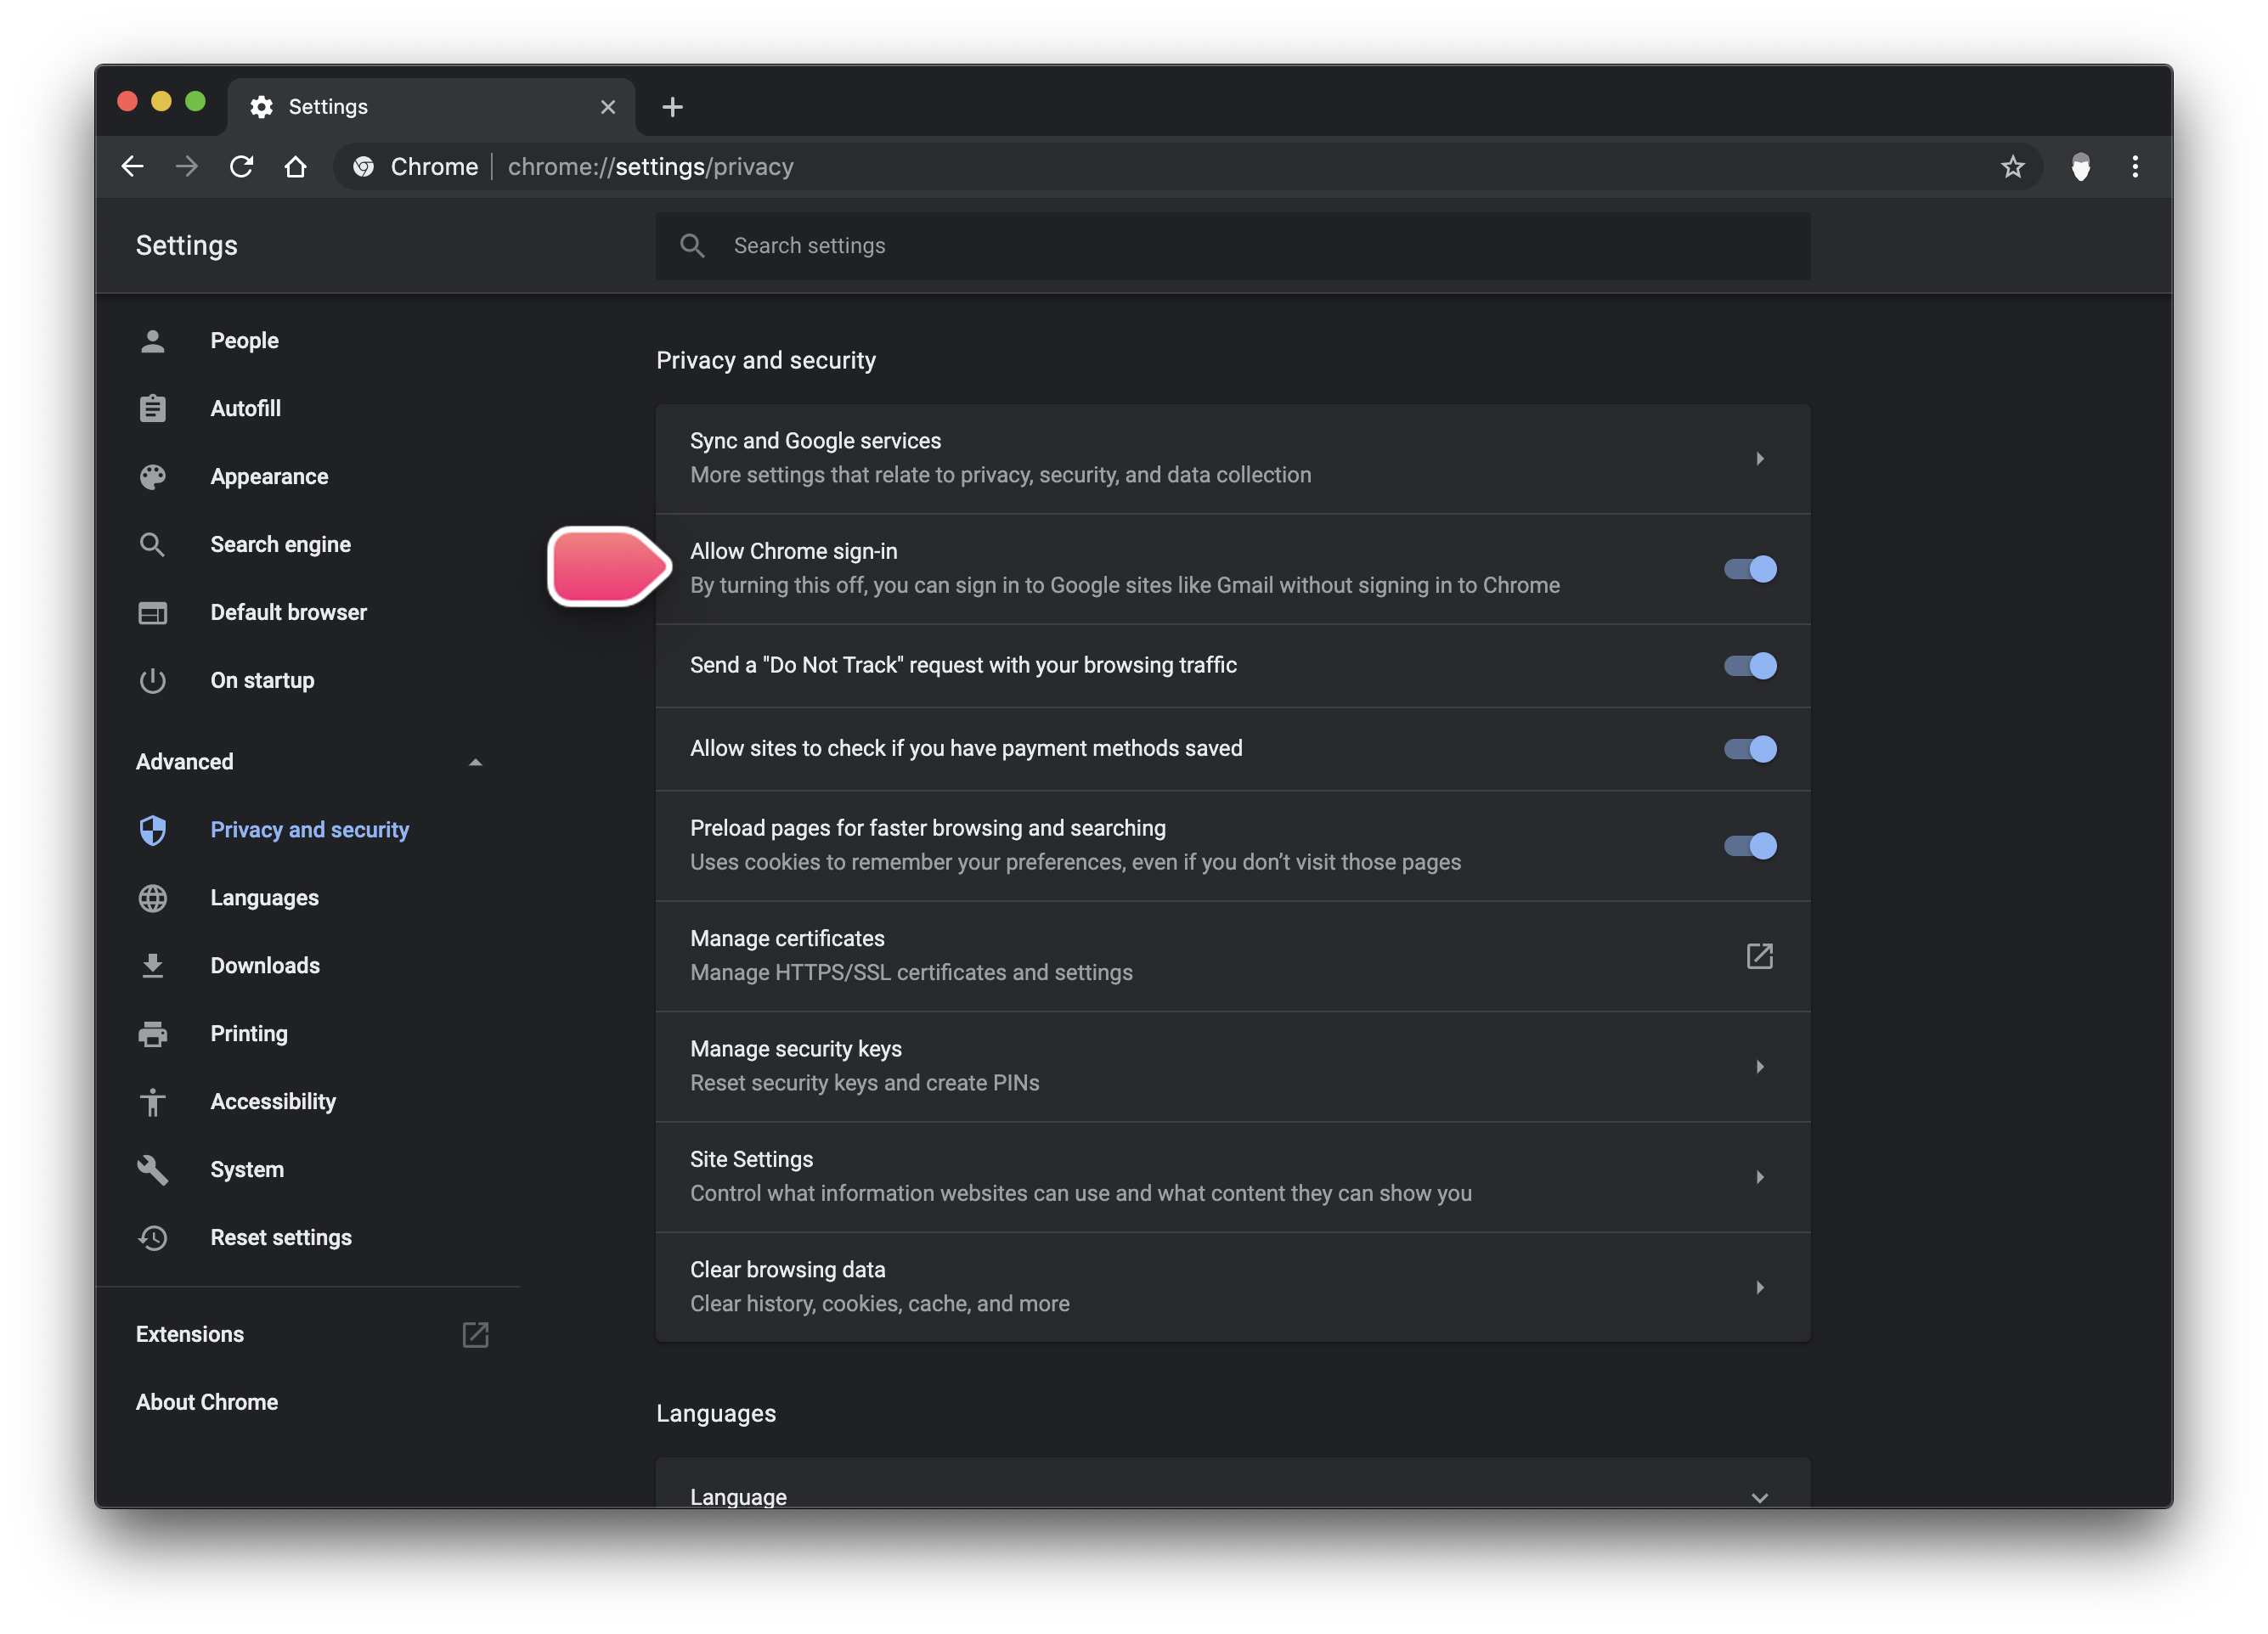 Settings
Chrome | chrome://settings/privacy
Settings
Search settings
People
Autofill
Appearance
Search engine
Default browser
On startup
Advanced
Privacy and security
Languages
Downloads
Printing
Accessibility
System
Reset settings
Extensions
About Chrome
Privacy and security
Sync and Google services
More settings that relate to privacy, security, and data collection
Allow Chrome sign-in
By turning this off, you can sign in to Google sites like Gmail without signing in to Chrome
Send a "Do Not Track" request with your browsing traffic
Allow sites to check if you have payment methods saved
Preload pages for faster browsing and searching
Uses cookies to remember your preferences, even if you don’t visit those pages
Manage certificates
Manage HTTPS/SSL certificates and settings
Manage security keys
Reset security keys and create PINs
Site Settings
Control what information websites can use and what content they can show you
Clear browsing data
Clear history, cookies, cache, and more
Languages
Language